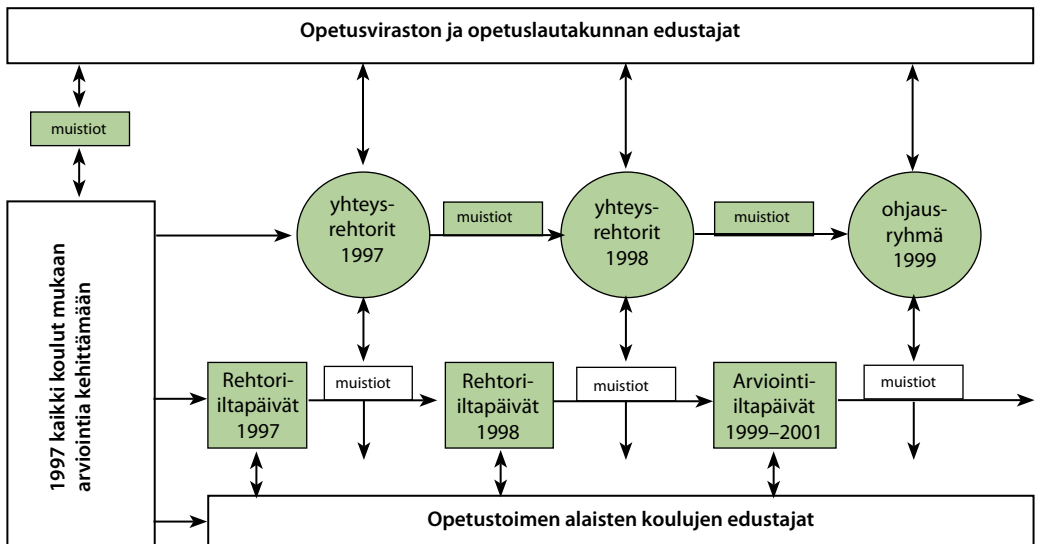 Opetusviraston ja opetuslautakunnan edustajat
muistiot
1997 kaikki koulut mukaan
arviointia kehittämään
yhteys-
rehtorit
1997
muistiot
yhteys-
rehtorit
1998
muistiot
ohjaus-
ryhmä
1999
Rehtori-
iltapäivät
1997
muistiot
Rehtori-
iltapäivät
1998
muistiot
Arviointi-
iltapäivät
1999–2001
muistiot
Opetustoimen alaisten koulujen edustajat